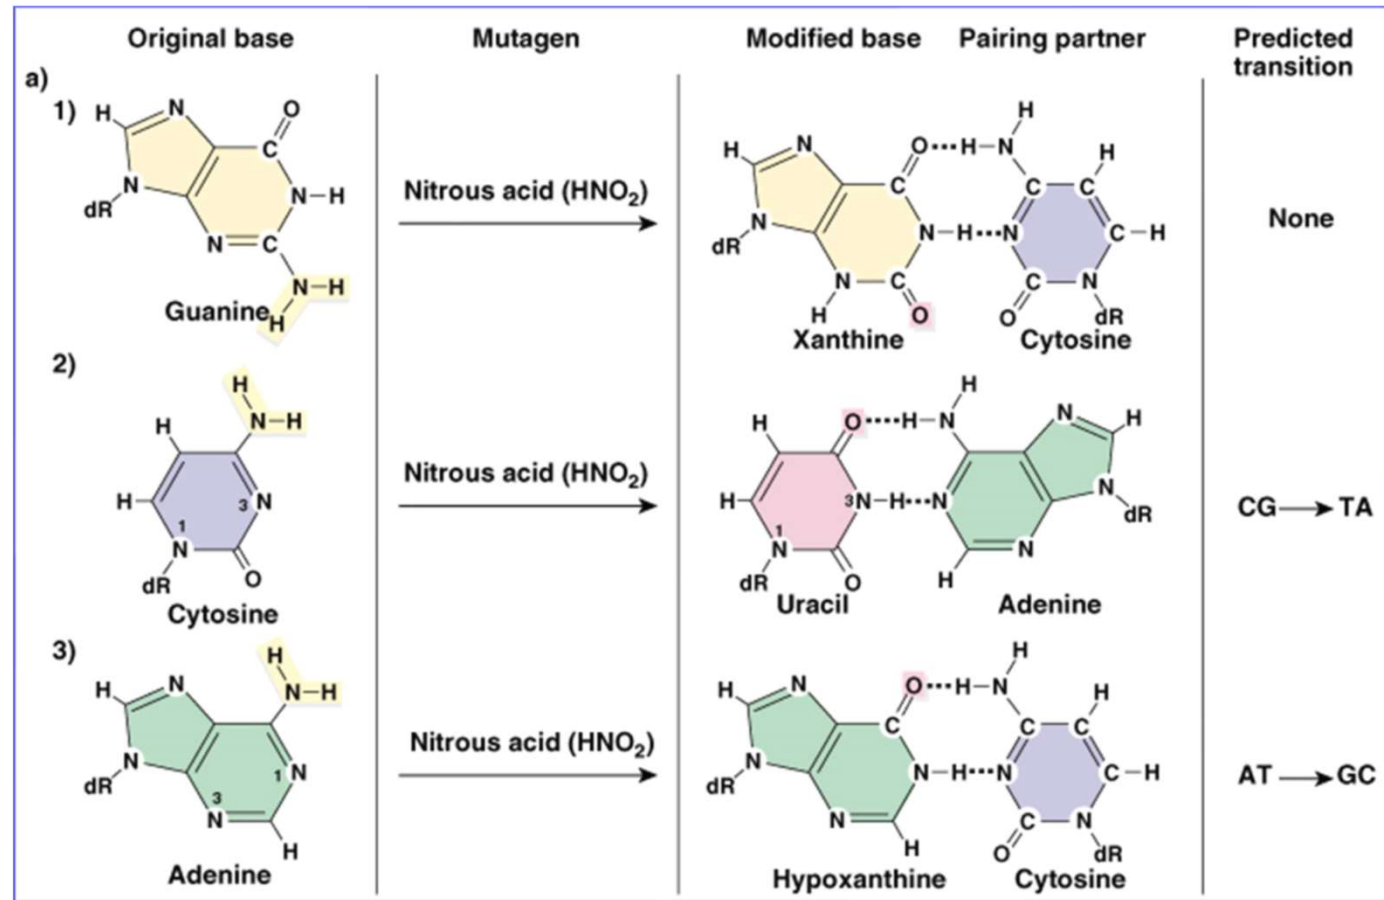 Original base
Mutagen
Modified base
Pairing partner
Predicted
transition
a)
1)
H
N
O
C
N
dR
N–H
N
C
N–H
H
Guanine
Nitrous acid (HNO2)
H
N
O
H–N
H
H
C
C
C
N
dR
N–H
N
C–H
N
C
H
O
C
N
O
dR
Xanthine
Cytosine
None
2)
H
N–H
H
H
3
N
1
N
dR
O
Cytosine
Nitrous acid (HNO2)
H
O
H–N
H
N
H
H
3
N–H
N
N
dR
1
N
dR
O
N
H
Uracil
Adenine
CG
TA
3)
H
N–H
H
N
N
dR
1
N
3
N
H
Adenine
Nitrous acid (HNO2)
H
N
O
H–N
H
H
C
C
C
N
dR
N–H
N
C–H
N
H
C
N
O
dR
Hypoxanthine
Cytosine
AT
GC